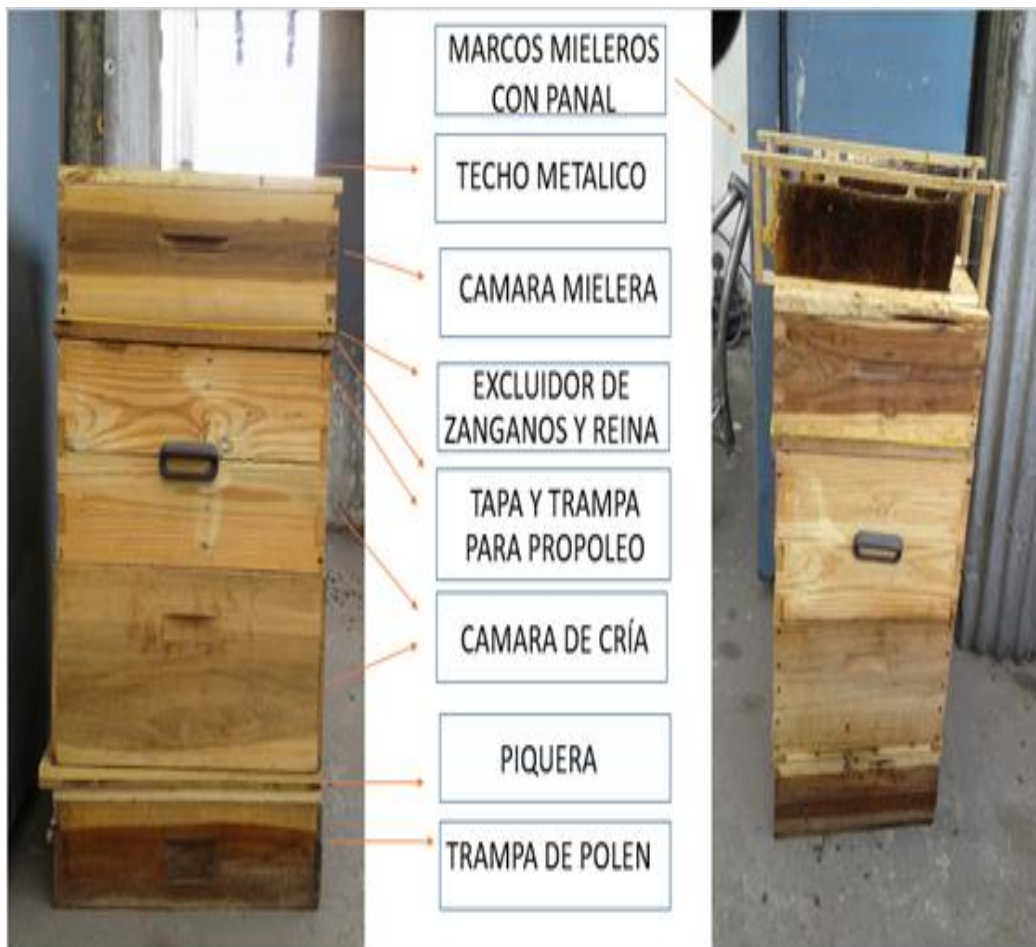 MARCOS MIELEROS
CON PANAL
TECHO METALICO
CAMARA MIELERA
EXCLUIDOR DE
ZANGANOS Y REINA
TAPA Y TRAMPA
PARA PROPOLEO
CAMARA DE CRÍA
PIQUERA
TRAMPA DE POLEN